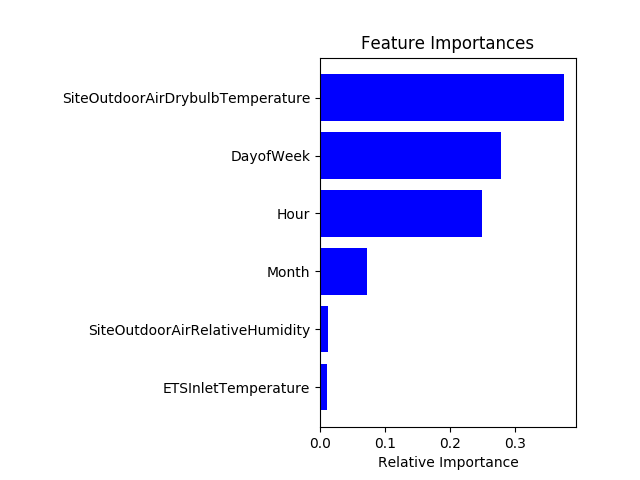 Feature Importances
SiteOutdoorAirDrybulbTemperature
DayofWeek
Hour
Month
SiteOutdoorAirRelativeHumidity
ETSInletTemperature
0.0 0.1 0.2 0.3
Relative Importance